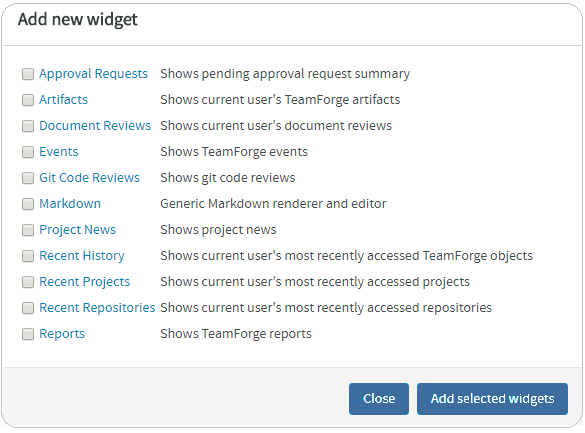 Add new widget
Approval Requests Shows pending approval request summary
Artifacts Shows current user's TeamForge artifacts
Document Reviews Shows current user's document reviews
Events Shows TeamForge events
Git Code Reviews Shows git code reviews
Markdown Generic Markdown renderer and editor
Project News Shows project news
Recent History Shows current user's most recently accessed TeamForge objects
Recent Projects Shows current user's most recently accessed projects
Recent Repositories Shows current user's most recently accessed repositories
Reports Shows TeamForge reports
Close Add selected widgets